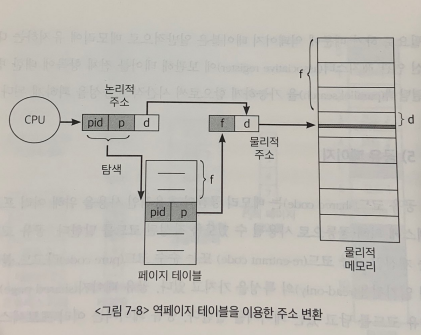 논리적
주소
f
CPU
pid p d
f d
d
물리적
주소
탐색
f
pid p
페이지 테이블
물리적
메모리
<그림 7-8> 역페이지 테이블을 이용한 주소 변환